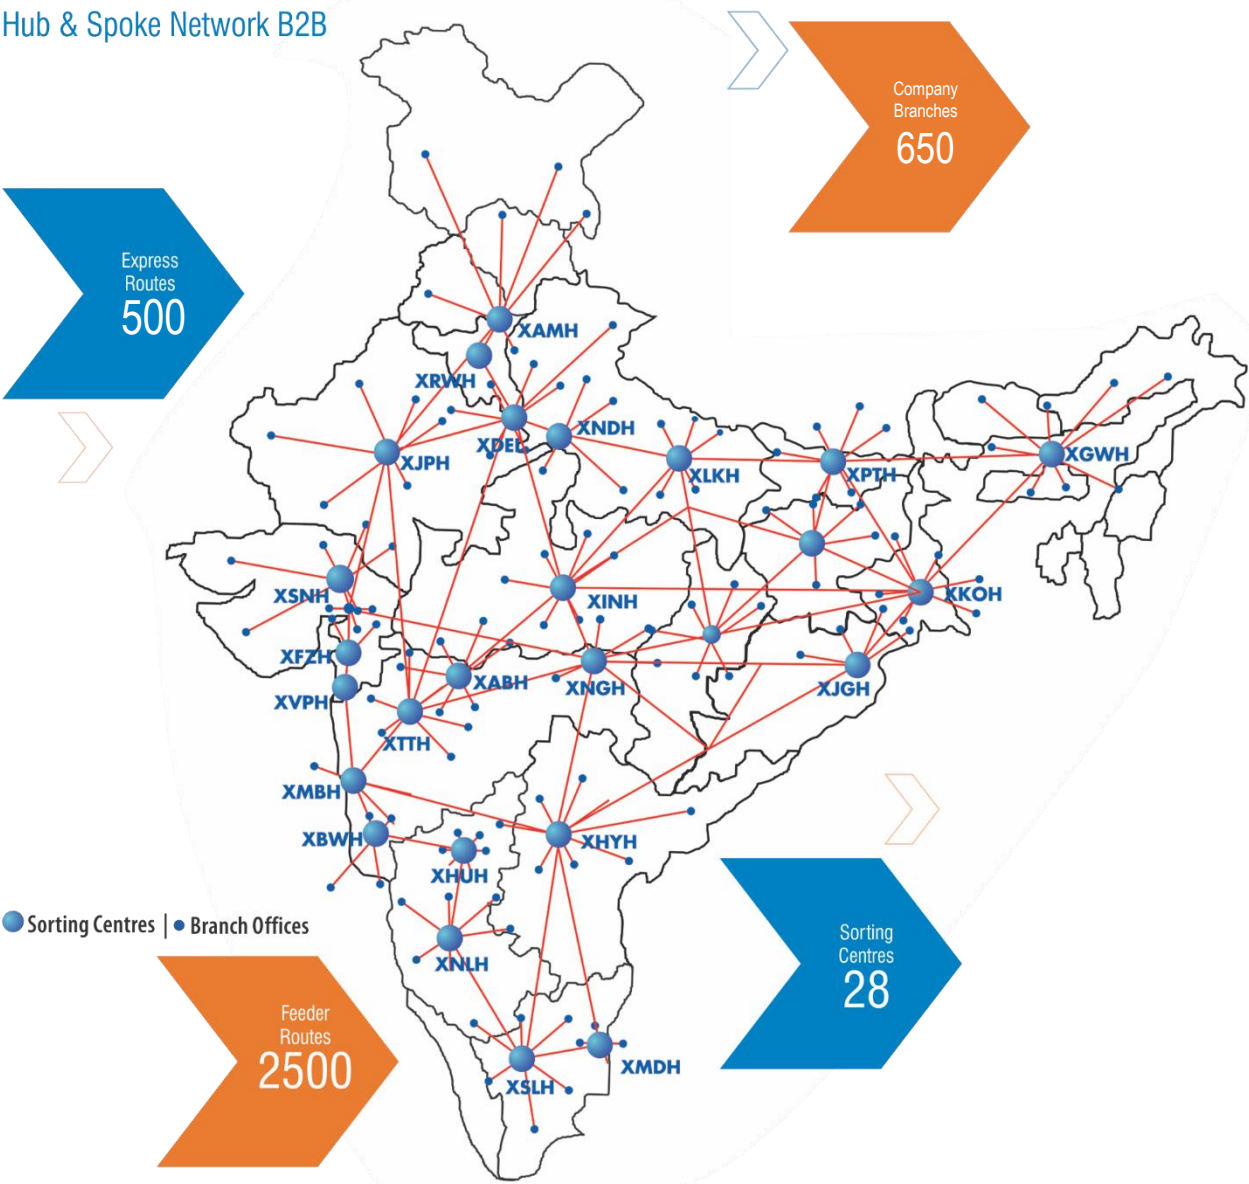 Hub & Spoke Network B2B
Company
Branches
650
Express
Routes
500
XAMH
XRWH
XNDH
XDEL
XJPH
XLKH
XPTH
XGWH
XSNH
XINH
XKOH
XFZH
XVPH
XABH
XNGH
XJGH
XTTH
XMBH
XBWH
XHYH
XHUH
Sorting Centres | • Branch Offices
XNLH
Sorting
Centres
28
Feeder
Routes
2500
XMDH
XSLH